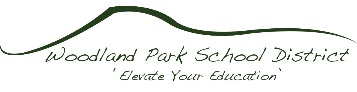 Woodland Park School District
'Elevate Your Education'